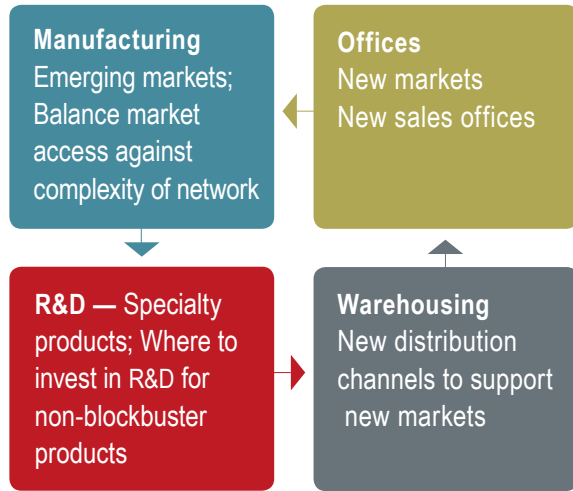 Manufacturing
Emerging markets;
Balance market
access against
complexity of network
Offices
New markets
New sales offices
R&D — Specialty
products; Where to
invest in R&D for
non-blockbuster
products
Warehousing
New distribution
channels to support
new markets